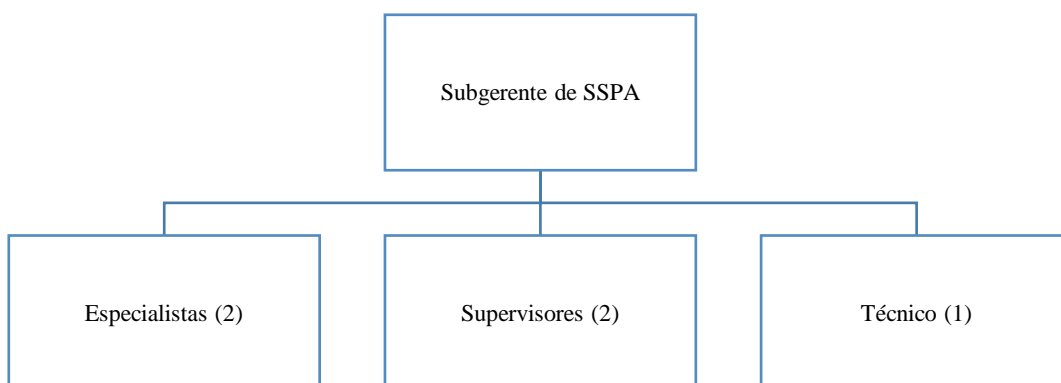 Subgerente de SSPA
Especialistas (2)
Supervisores (2)
Técnico (1)